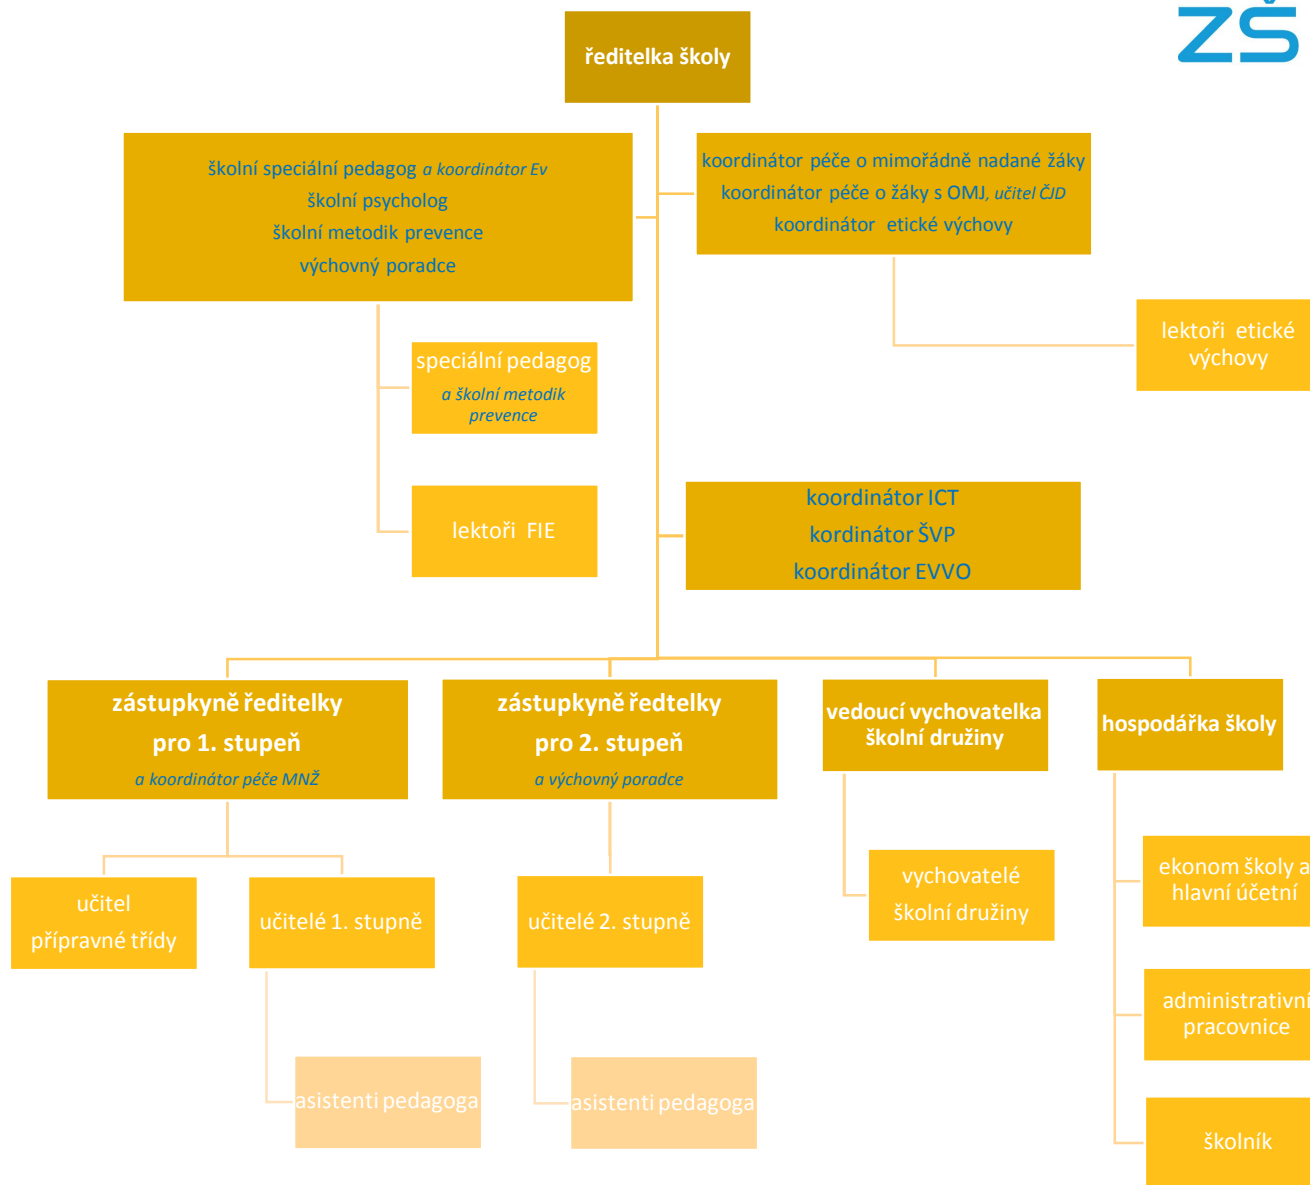 ZŠ
ředitelka školy
školní speciální pedagog a koordinátor Ev
školní psycholog
školní metodik prevence
výchovný poradce
koordinátor péče o mimořádně nadané žáky
koordinátor péče o žáky s OMJ, učitel ČJD
koordinátor etické výchovy
lektoři etické
výchovy
speciální pedagog
a školní metodik
prevence
lektoři FIE
koordinátor ICT
kordinátor ŠVP
koordinátor EVVO
zástupkyně ředitelky
pro 1. stupeň
a koordinátor péče MNŽ
zástupkyně ředtelky
pro 2. stupeň
a výchovný poradce
vedoucí vychovatelka
školní družiny
hospodářka školy
učitel
přípravné třídy
učitelé 1. stupně
učitelé 2. stupně
vychovatelé
školní družiny
ekonom školy a
hlavní účetní
administrativní
pracovnice
asistenti pedagoga
asistenti pedagoga
školník